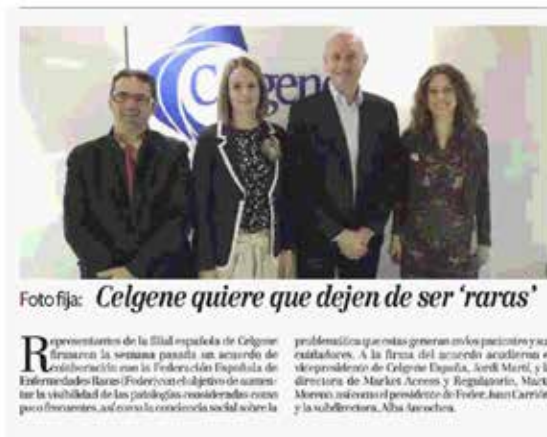 Celgene
Foto fija: Celgene quiere que dejen de ser ‘raras’
Representantes de la filial española de Celgene
firmaron la semana pasada un acuerdo de
colaboración con la Federación Española de
Enfermedades Raras (Feder) con el objetivo de aumen-
tar la visibilidad de las patologías consideradas como
poco frecuentes, así como la conciencia social sobre la
problemática que estas generan en los pacientes y su
cuidadores. A la firma del acuerdo acudieron e
vicepresidente de Celgene España, Jordi Martí, y l
directora de Market Access y Regulatorio, Mact
Moreno, así como el presidente de Feder, Juan Carrión
y la subdirectora, Alba Ancochea.